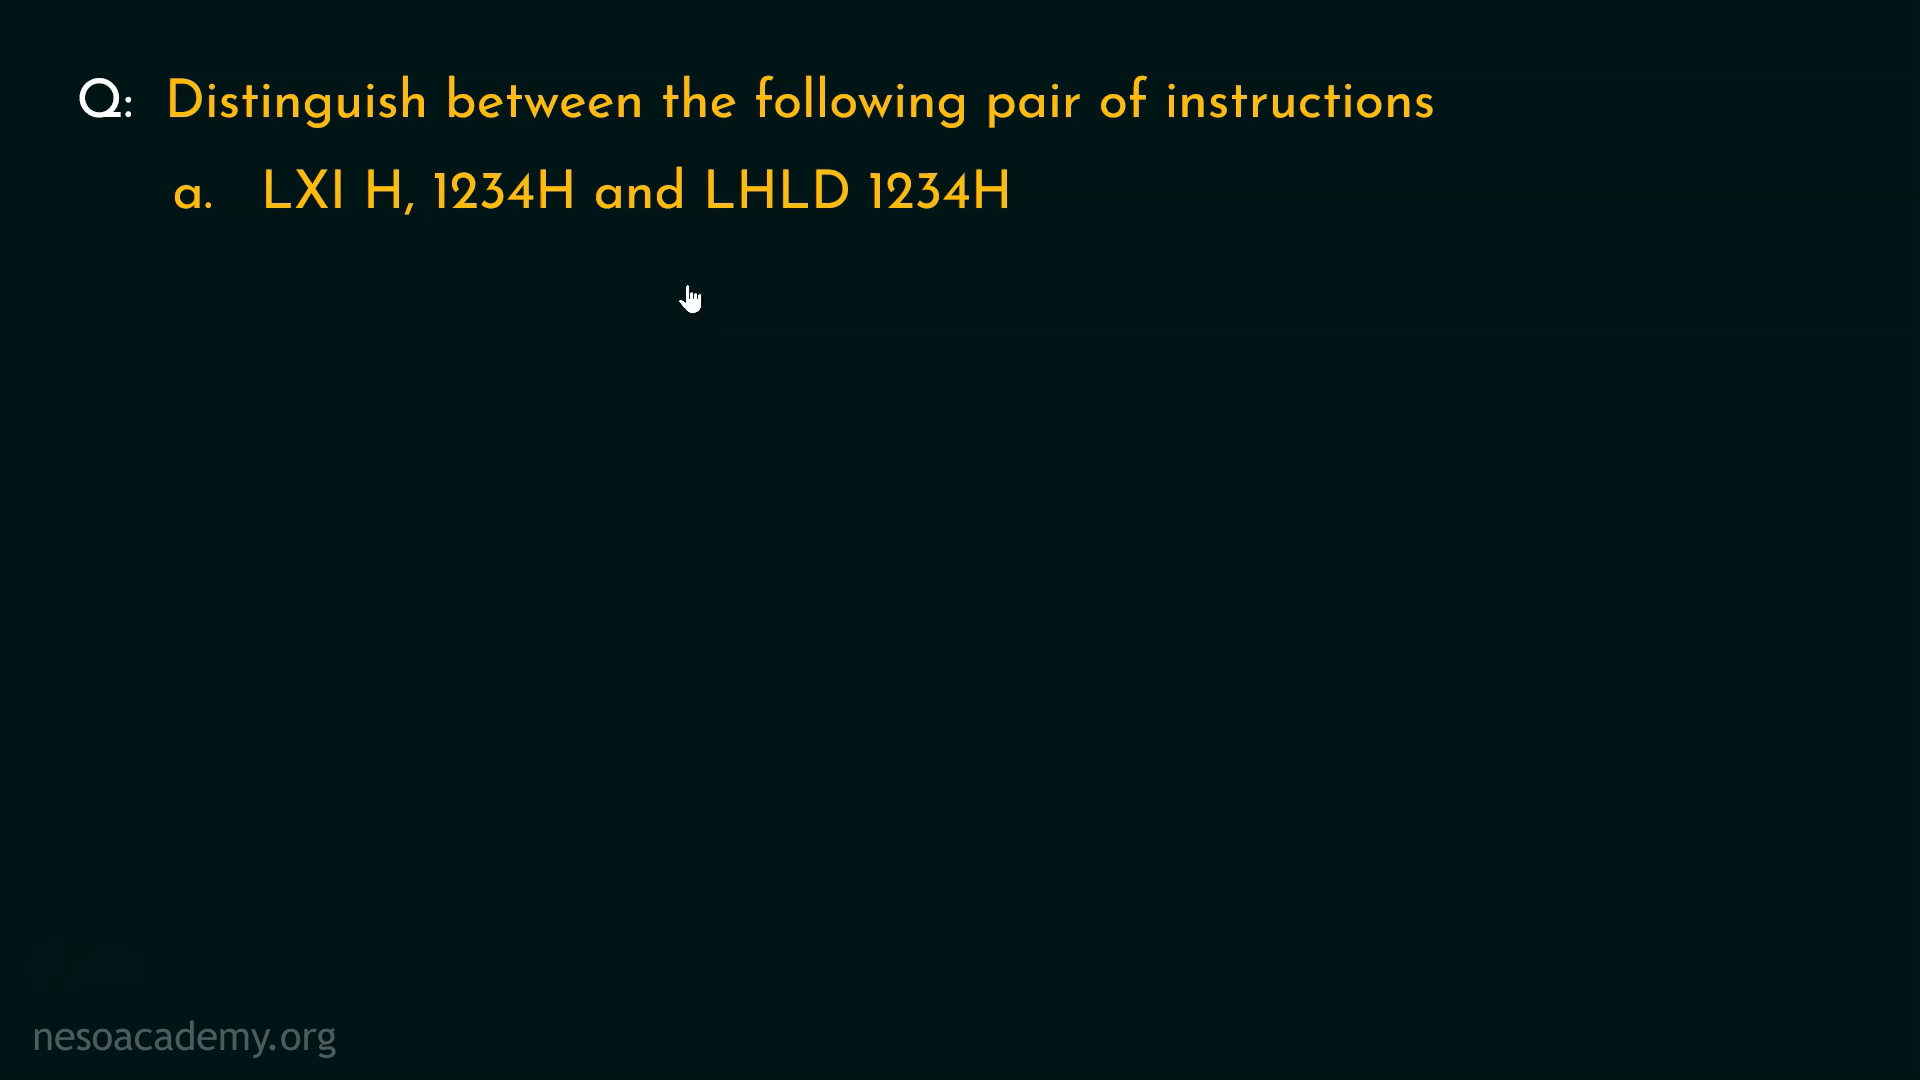 Q: Distinguish between the following pair of instructions
a. LXI H, 1234H and LHLD 1234H
nesoacademy.org